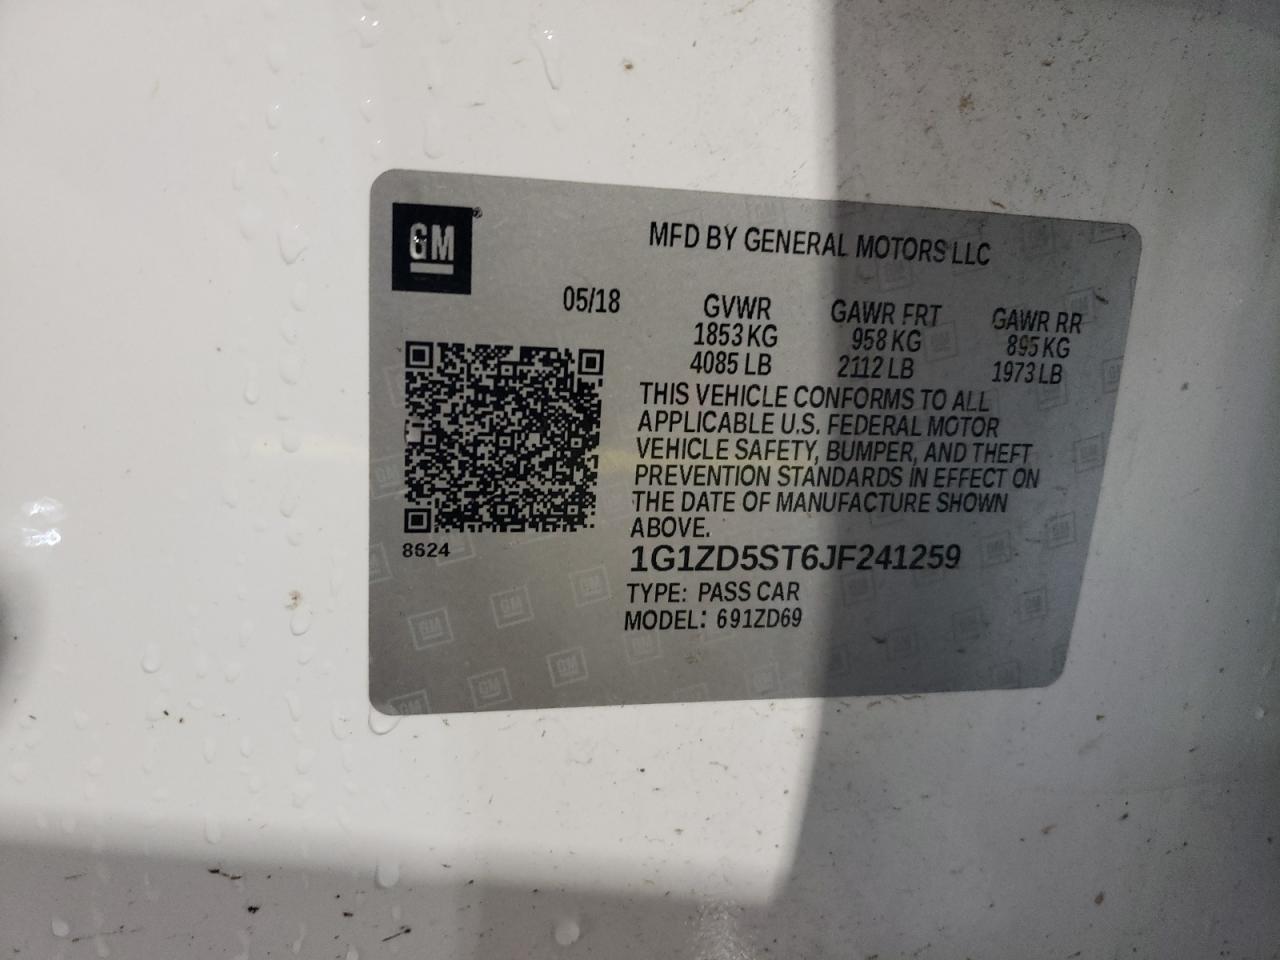 GM
MFD BY GENERAL MOTORS LLC
05/18
GVWR GAWR FRT GAWR RR
1853 KG 958 KG 895 KG
4085 LB 2112 LB 1973 LB
THIS VEHICLE CONFORMS TO ALL
APPLICABLE U.S. FEDERAL MOTOR
VEHICLE SAFETY, BUMPER, AND THEFT
PREVENTION STANDARDS IN EFFECT ON
THE DATE OF MANUFACTURE SHOWN
ABOVE.
8624
1G1ZD5ST6JF241259
TYPE: PASS CAR
MODEL: 691ZD69